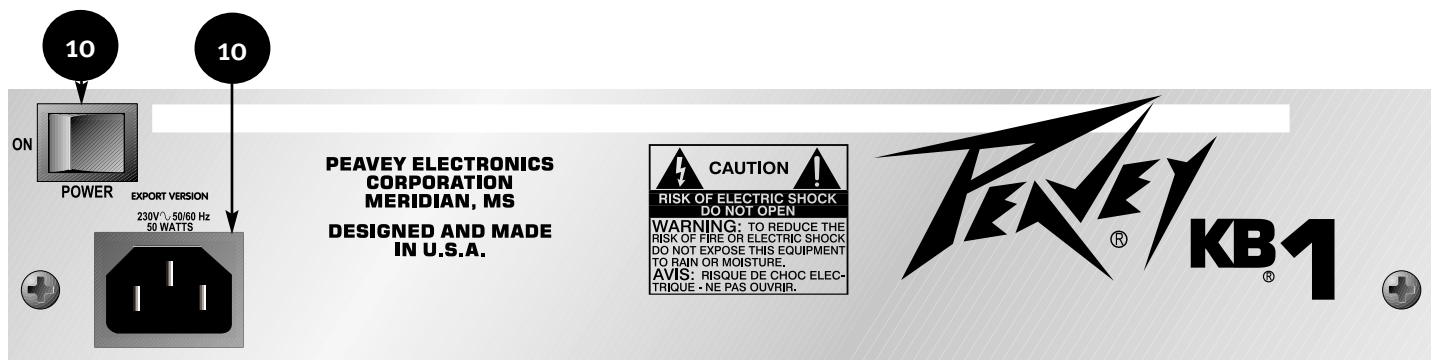 10
10
ON
POWER
EXPORT VERSION
230V∿ 50/60 Hz
50 WATTS
PEAVEY ELECTRONICS
CORPORATION
MERIDIAN, MS
DESIGNED AND MADE
IN U.S.A.
CAUTION
RISK OF ELECTRIC SHOCK
DO NOT OPEN
WARNING: TO REDUCE THE
RISK OF FIRE OR ELECTRIC SHOCK
DO NOT EXPOSE THIS EQUIPMENT
TO RAIN OR MOISTURE.
AVIS: RISQUE DE CHOC ELEC-
TRIQUE - NE PAS OUVRIR.
PEAVEY ®
KB ® 1